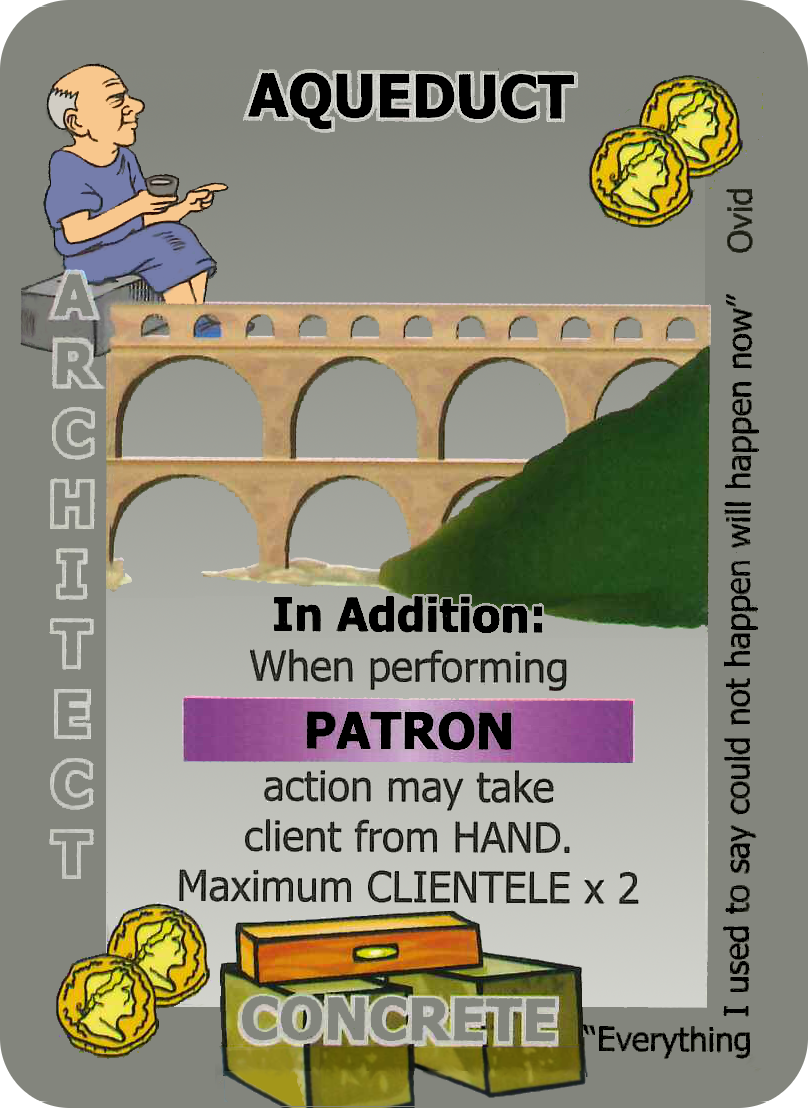 AQUEDUCT
ARCHITECT
In Addition:
When performing
PATRON
action may take
client from HAND.
Maximum CLIENTELE x 2
CONCRETE
“Everything
I used to say could not happen will happen now” Ovid